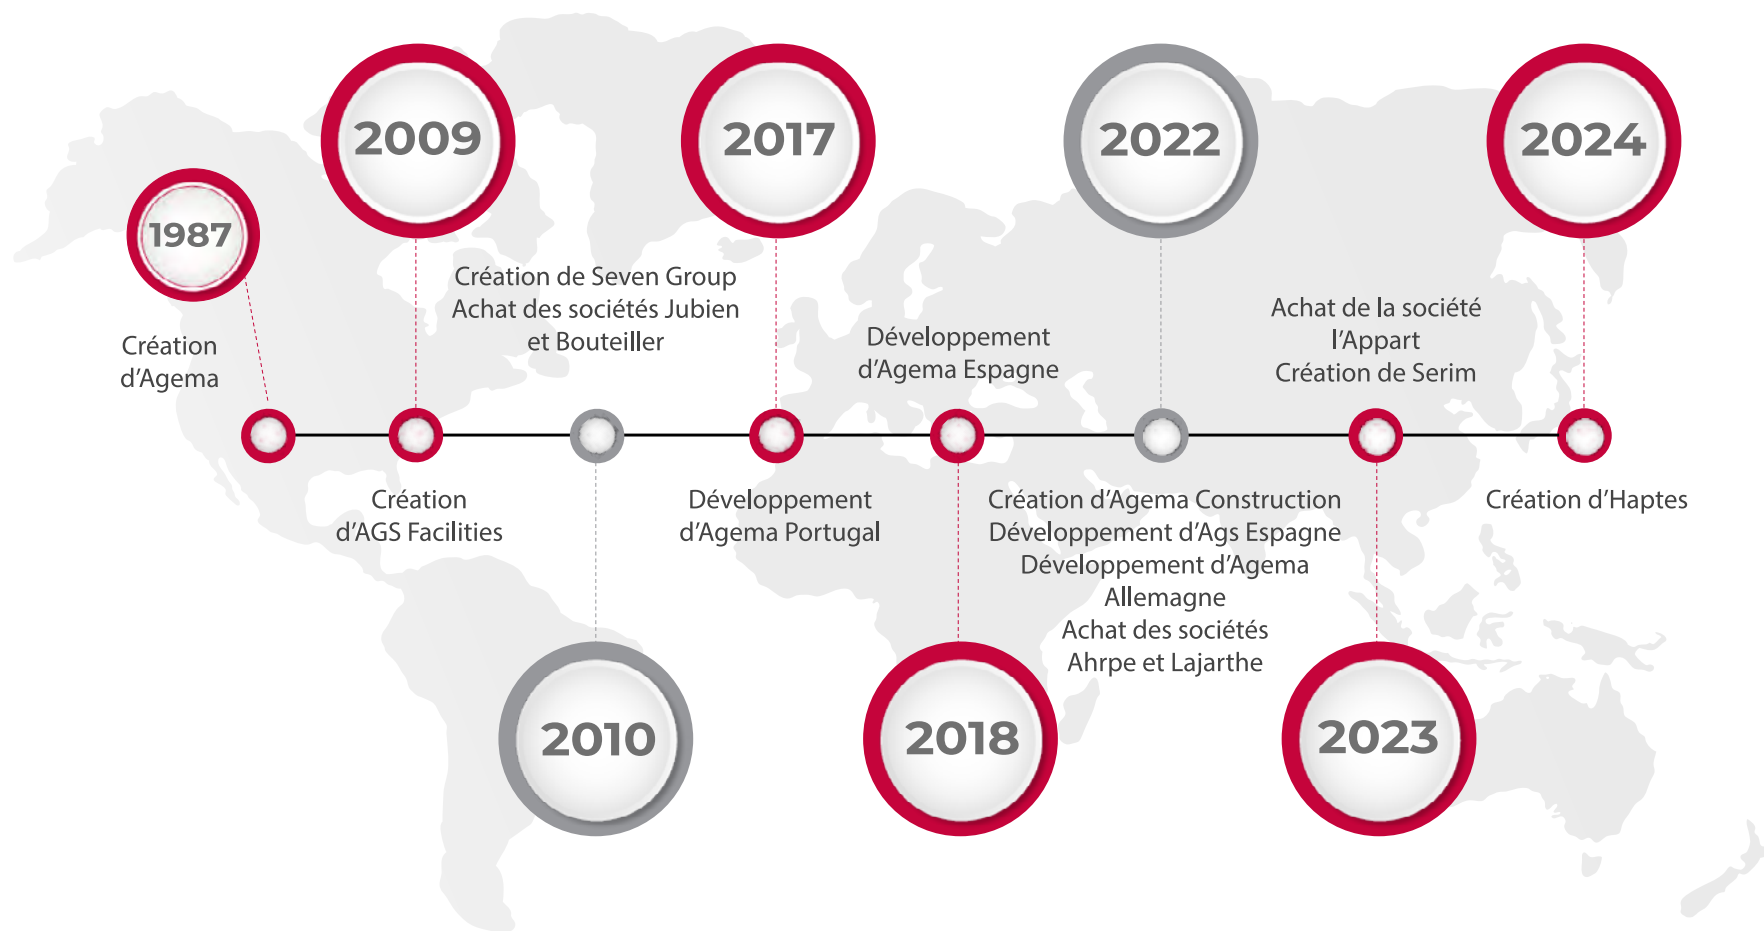 1987
Création
d’Agema
2009
Création
d’AGS Facilities
Création de Seven Group
Achat des sociétés Jubien
et Bouteiller
2010
2017
Développement
d’Agema Portugal
Développement
d’Agema Espagne
2018
2022
Création d’Agema Construction
Développement d’Ags Espagne
Développement d’Agema
Allemagne
Achat des sociétés
Ahrpe et Lajarthe
Achat de la société
l’Appart
Création de Serim
2023
2024
Création d’Haptes